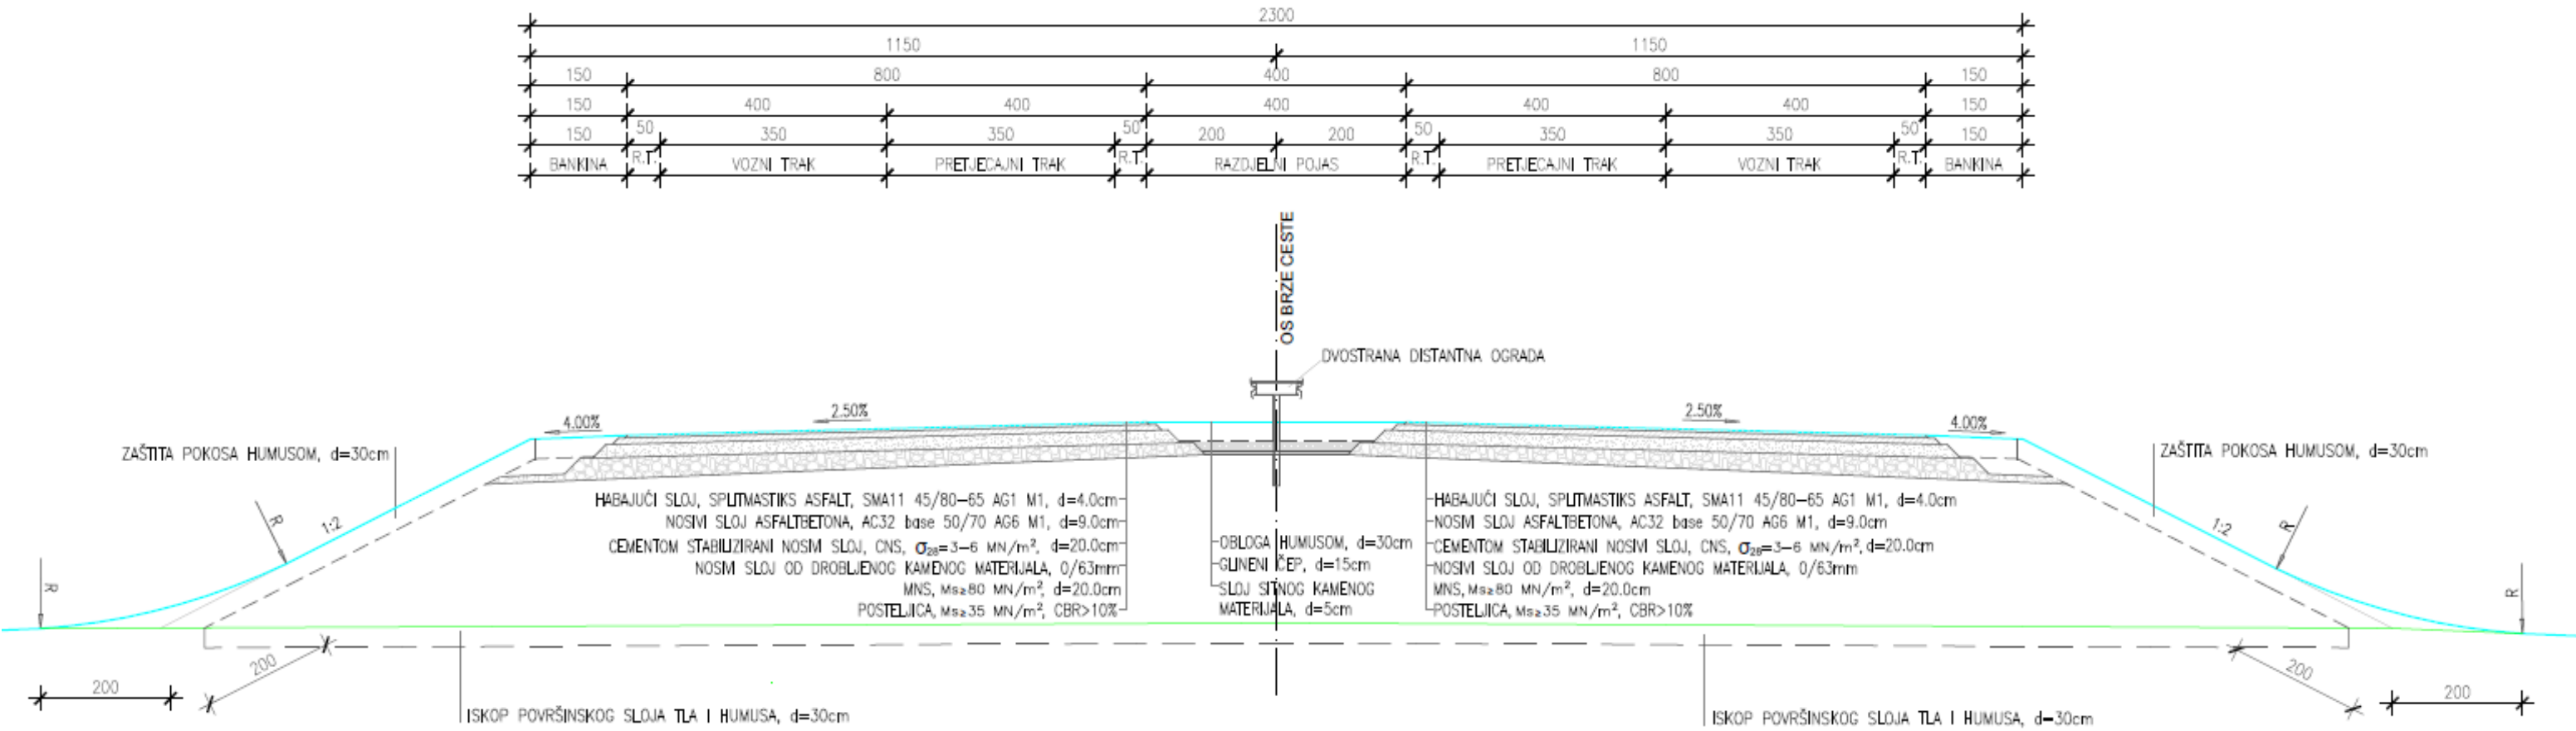 2300
1150 1150
150 800 400 800 150
150 400 400 400 400 400 150
150 50 350 350 50 200 200 50 350 350 50 150
BANKINA R.T. VOZNI TRAK PRETJECAJNI TRAK R.T. RAZDJELNI POJAS R.T. PRETJECAJNI TRAK VOZNI TRAK R.T. BANKINA
OS BRZE CESTE
DVOSTRANA DISTANTNA OGRADA
4.00% 2.50% 2.50% 4.00%
ZAŠTITA POKOSA HUMUSOM, d=30cm
ZAŠTITA POKOSA HUMUSOM, d=30cm
R 1:2
1:2 R
R
R
HABAJUĆI SLOJ, SPLITMASTIKS ASFALT, SMA11 45/80-65 AG1 M1, d=4.0cm
NOSIVI SLOJ ASFALTBETONA, AC32 base 50/70 AG6 M1, d=9.0cm
CEMENTOM STABILIZIRANI NOSIVI SLOJ, CNS, σ28=3-6 MN/m², d=20.0cm
NOSIVI SLOJ OD DROBLJENOG KAMENOG MATERIJALA, 0/63mm
MNS, Ms≥80 MN/m², d=20.0cm
POSTELJICA, Ms≥35 MN/m², CBR>10%
OBLOGA HUMUSOM, d=30cm
GLINENI ČEP, d=15cm
SLOJ SITNOG KAMENOG
MATERIJALA, d=5cm
HABAJUĆI SLOJ, SPLITMASTIKS ASFALT, SMA11 45/80-65 AG1 M1, d=4.0cm
NOSIVI SLOJ ASFALTBETONA, AC32 base 50/70 AG6 M1, d=9.0cm
CEMENTOM STABILIZIRANI NOSIVI SLOJ, CNS, σ28=3-6 MN/m², d=20.0cm
NOSIVI SLOJ OD DROBLJENOG KAMENOG MATERIJALA, 0/63mm
MNS, Ms≥80 MN/m², d=20.0cm
POSTELJICA, Ms≥35 MN/m², CBR>10%
200 200
200 200
ISKOP POVRŠINSKOG SLOJA TLA I HUMUSA, d=30cm
ISKOP POVRŠINSKOG SLOJA TLA I HUMUSA, d=30cm